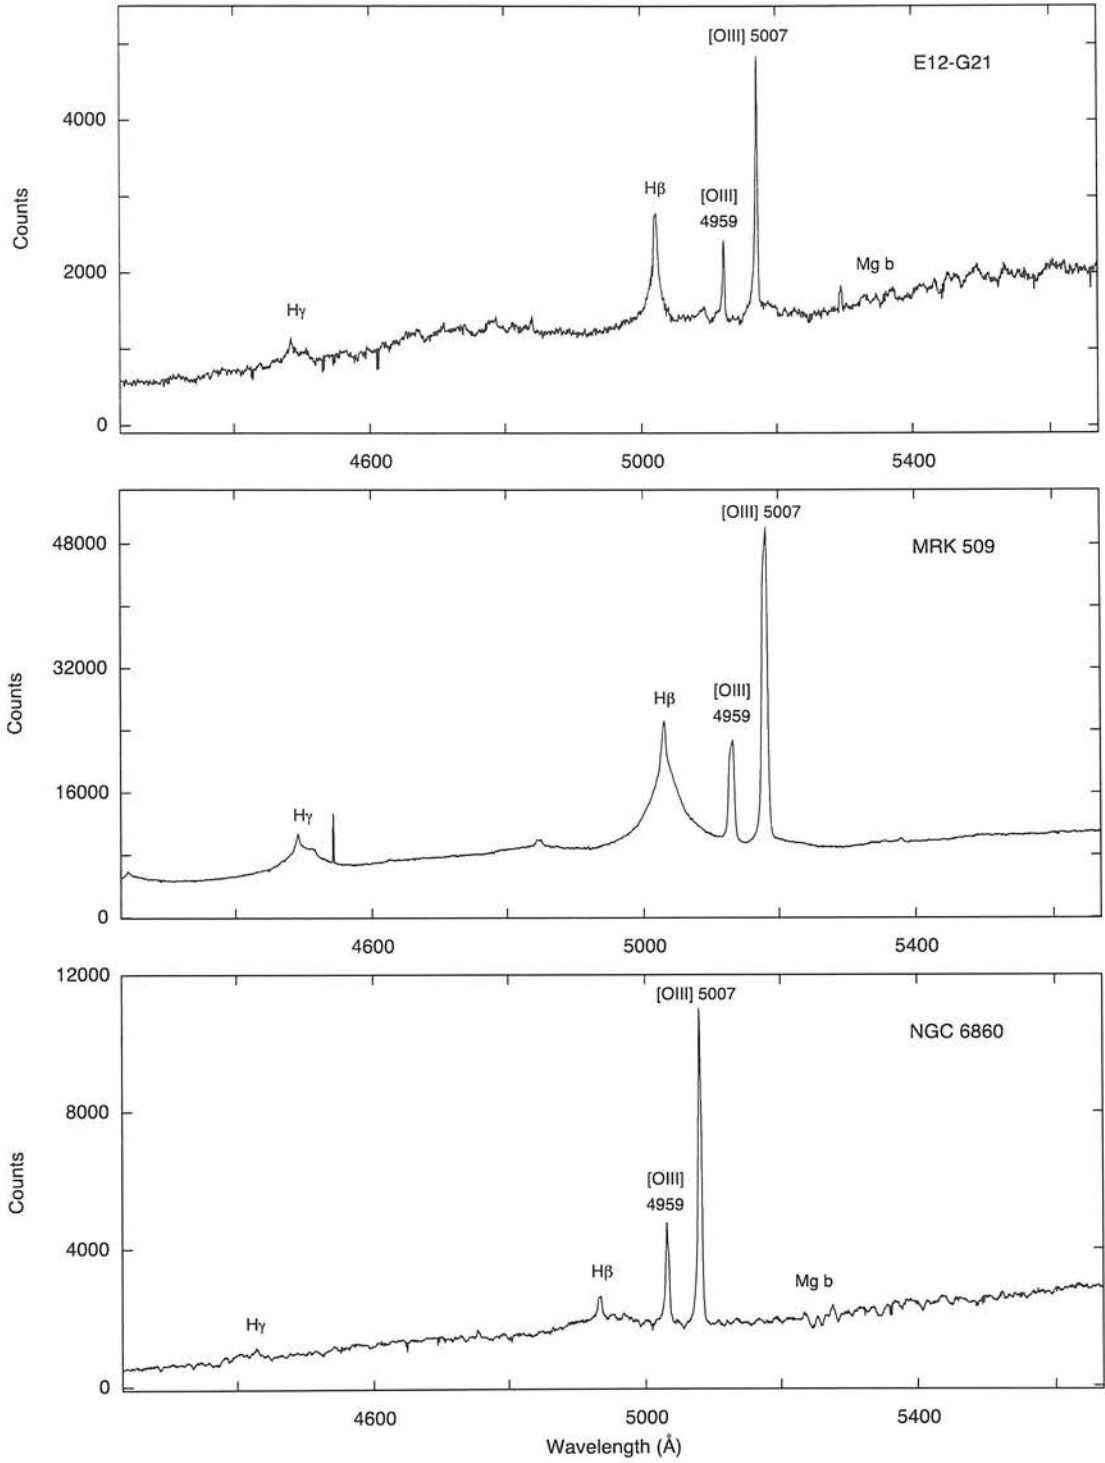 [OIII] 5007
E12-G21
4000
Hβ
[OIII]
4959
Counts
2000
Mg b
Hγ
0
4600 5000 5400
[OIII] 5007
48000
MRK 509
32000
Hβ
[OIII]
4959
Counts
16000
Hγ
0
4600 5000 5400
12000
[OIII] 5007
NGC 6860
8000
[OIII]
4959
Counts
4000
Hβ
Mg b
Hγ
0
4600 5000 5400
Wavelength (Å)